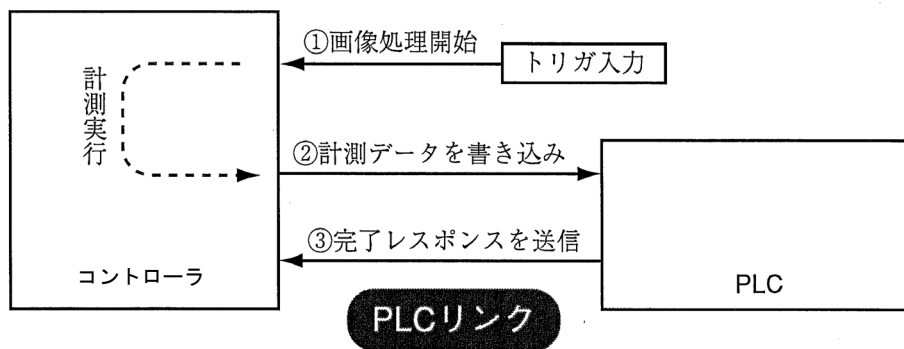 ①画像処理開始
トリガ入力
計測実行
②計測データを書き込み
③完了レスポンスを送信
コントローラ
PLC
PLCリンク